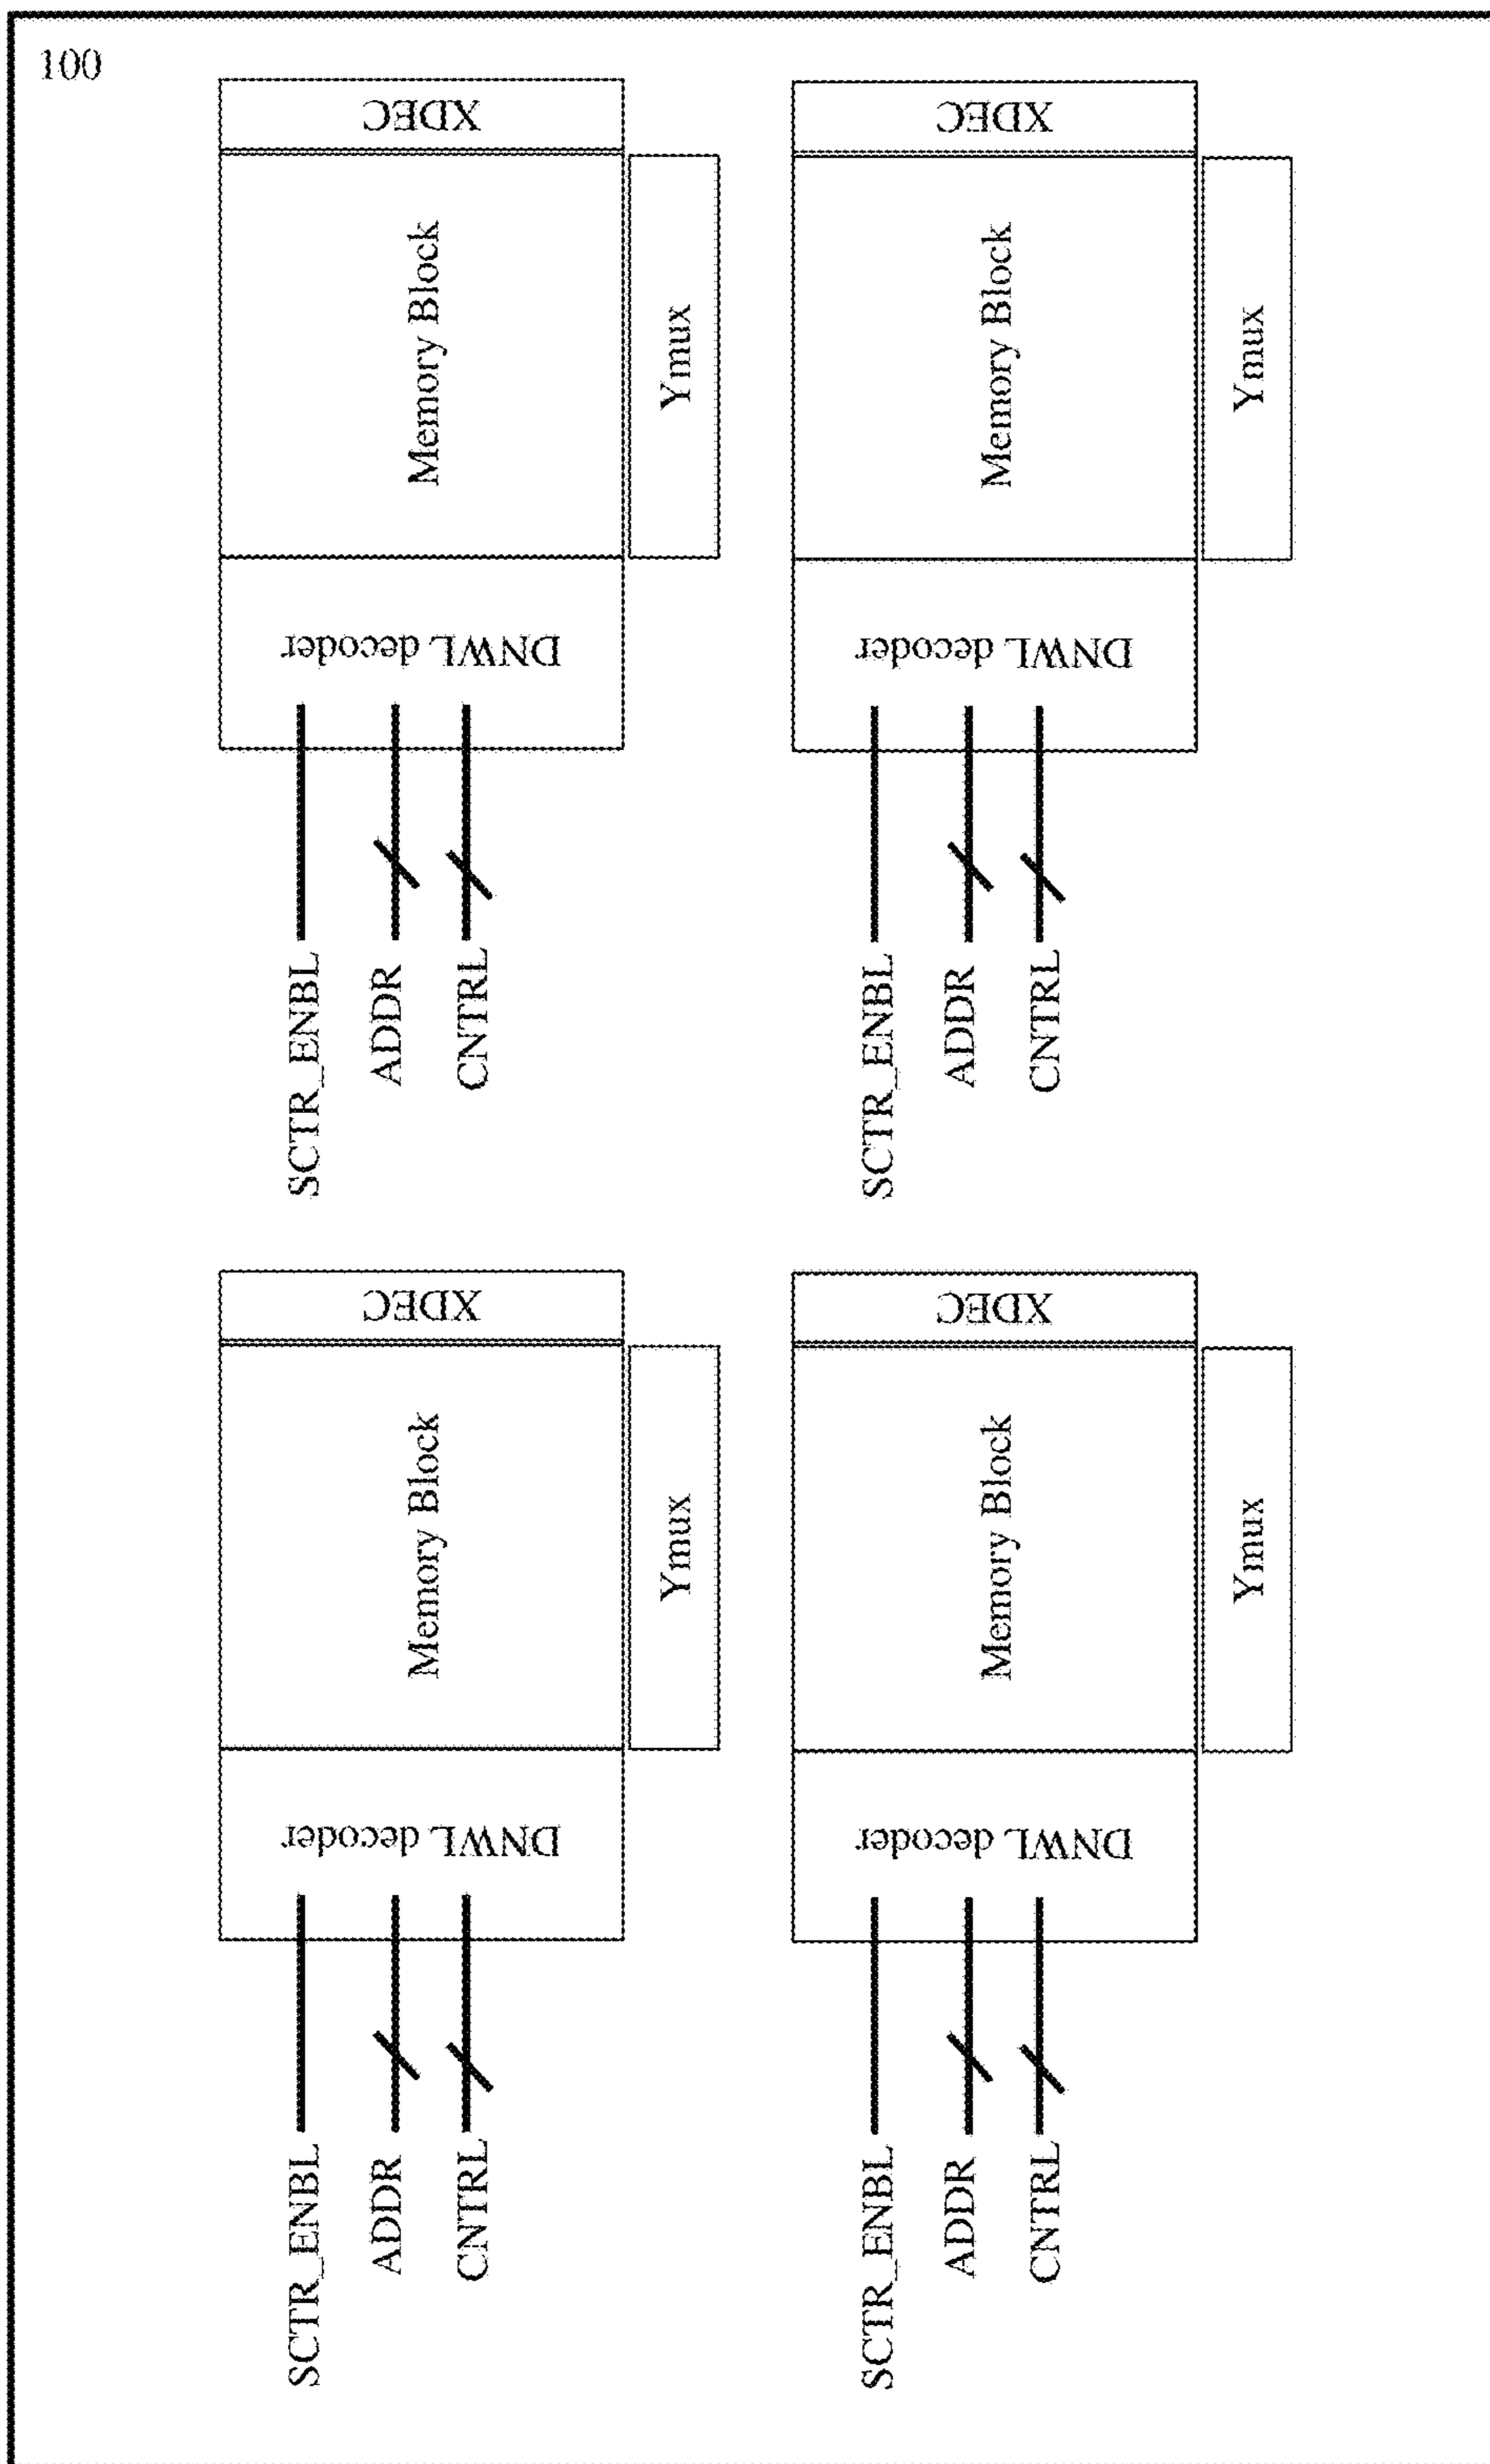 100
XDEC
Memory Block
Ymux
DNWL decoder
SCTR_ENBL
ADDR
CNTRL
XDEC
Memory Block
Ymux
DNWL decoder
SCTR_ENBL
ADDR
CNTRL
XDEC
Memory Block
Ymux
DNWL decoder
SCTR_ENBL
ADDR
CNTRL
XDEC
Memory Block
Ymux
DNWL decoder
SCTR_ENBL
ADDR
CNTRL